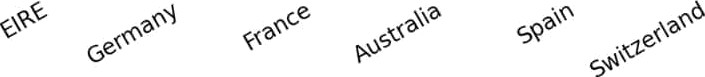 EIRE
Germany
France
Australia
Spain
Switzerland